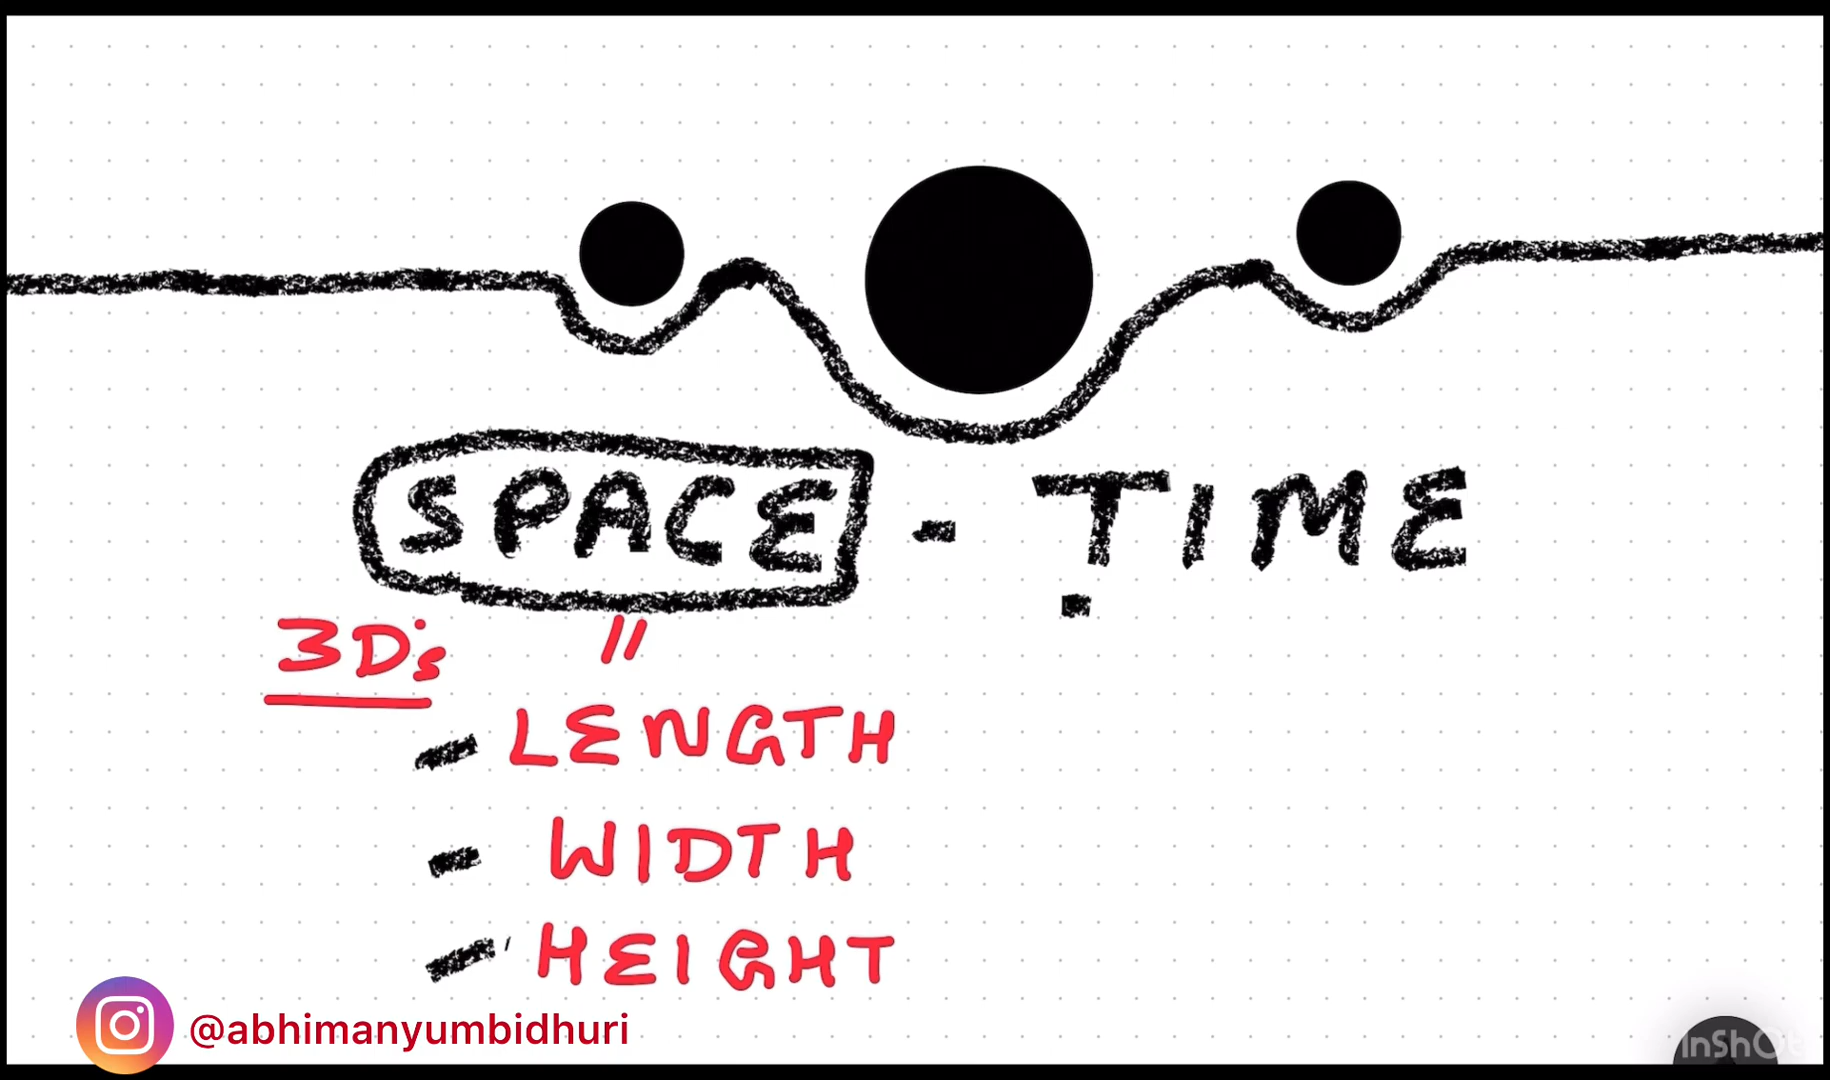 SPACE - TIME
3D's "
- LENGTH
- WIDTH
- HEIGHT
@abhimanyumbidhuri
InShOt